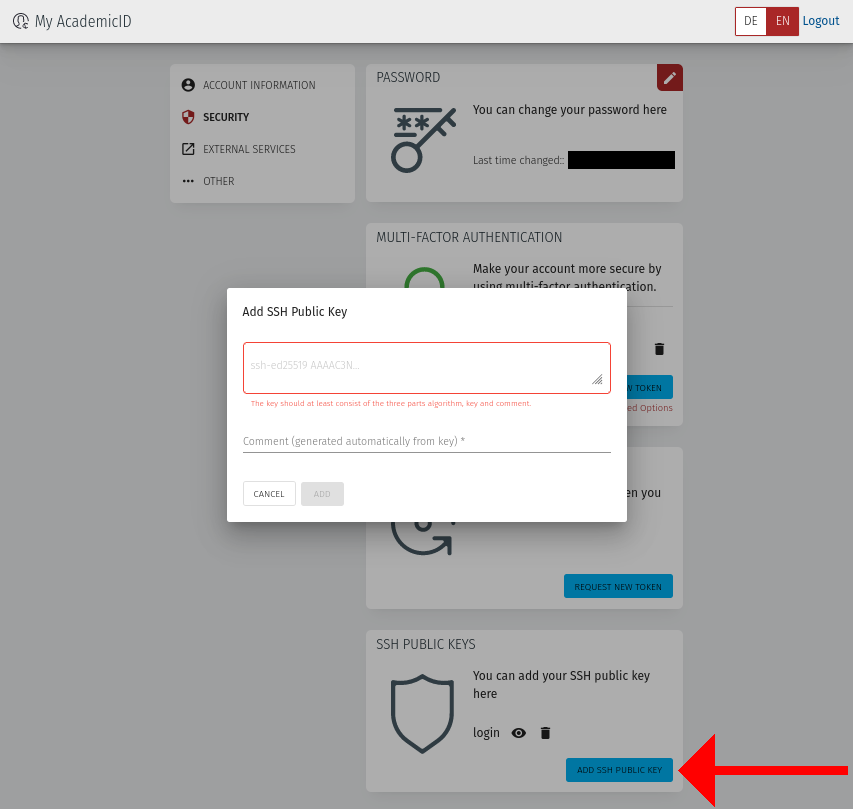 My AcademicID
DE
EN
Logout
ACCOUNT INFORMATION
SECURITY
EXTERNAL SERVICES
OTHER
PASSWORD
You can change your password here
Last time changed::
MULTI-FACTOR AUTHENTICATION
Make your account more secure by
using multi-factor authentication.
W TOKEN
ed Options
Add SSH Public Key
ssh-ed25519 AAAAC3N...
The key should at least consist of the three parts algorithm, key and comment.
Comment (generated automatically from key) *
CANCEL
ADD
en you
REQUEST NEW TOKEN
SSH PUBLIC KEYS
You can add your SSH public key
here
login
ADD SSH PUBLIC KEY